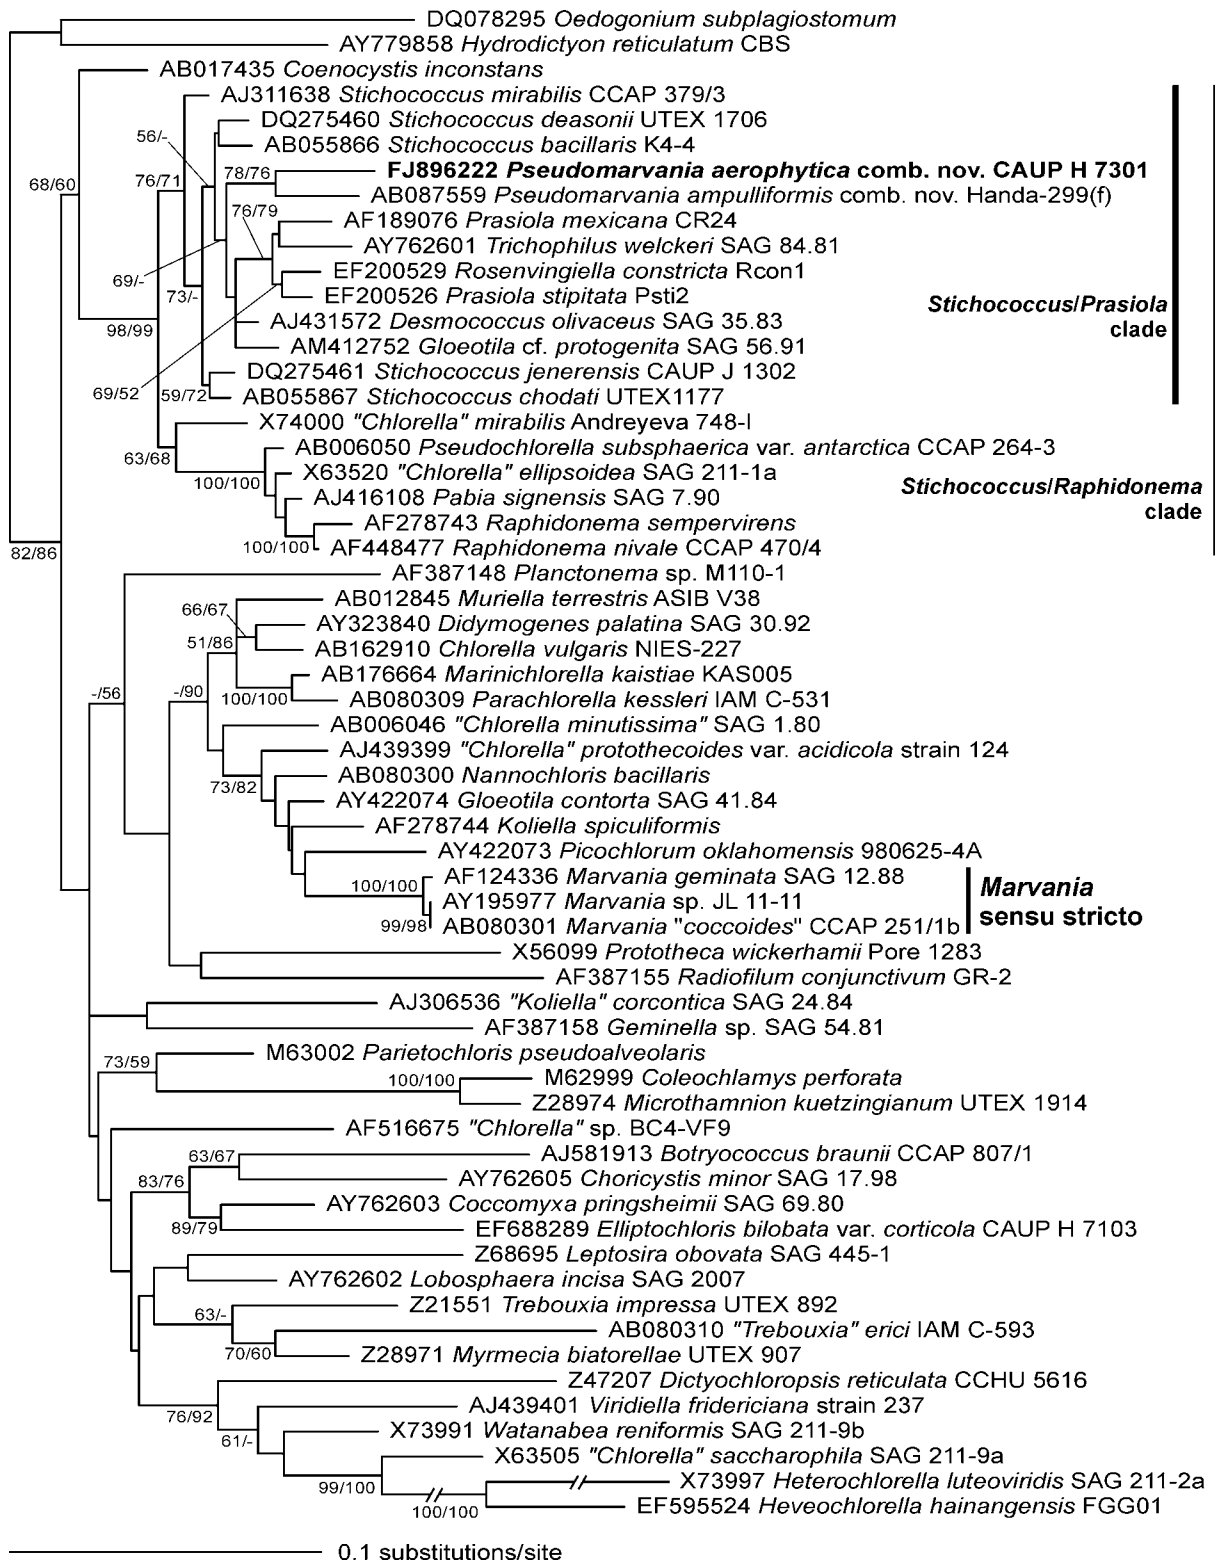 DQ078295 Oedogonium subplagiostomum
AY779858 Hydrodictyon reticulatum CBS
AB017435 Coenocystis inconstans
AJ311638 Stichococcus mirabilis CCAP 379/3
DQ275460 Stichococcus deasonii UTEX 1706
56/-
AB055866 Stichococcus bacillaris K4-4
FJ896222 Pseudomarvania aerophytica comb. nov. CAUP H 7301
68/60
76/71
78/76
AB087559 Pseudomarvania ampulliformis comb. nov. Handa-299(f)
76/79
AF189076 Prasiola mexicana CR24
AY762601 Trichophilus welckeri SAG 84.81
EF200529 Rosenvingiella constricta Rcon1
69/-
73/-
EF200526 Prasiola stipitata Psti2
Stichococcus/Prasiola
clade
AJ431572 Desmococcus olivaceus SAG 35.83
98/99
AM412752 Gloeotila cf. protogenita SAG 56.91
DQ275461 Stichococcus jenerensis CAUP J 1302
69/52
59/72
AB055867 Stichococcus chodati UTEX1177
X74000 "Chlorella" mirabilis Andreyeva 748-I
AB006050 Pseudochlorella subsphaerica var. antarctica CCAP 264-3
63/68
X63520 "Chlorella" ellipsoidea SAG 211-1a
100/100
Stichococcus/Raphidonema
clade
AJ416108 Pabia signensis SAG 7.90
AF278743 Raphidonema sempervirens
100/100
AF448477 Raphidonema nivale CCAP 470/4
82/86
AF387148 Planctonema sp. M110-1
AB012845 Muriella terrestris ASIB V38
66/67
AY323840 Didymogenes palatina SAG 30.92
51/86
AB162910 Chlorella vulgaris NIES-227
AB176664 Marinichlorella kaistiae KAS005
-/56
-/90
100/100
AB080309 Parachlorella kessleri IAM C-531
AB006046 "Chlorella minutissima" SAG 1.80
AJ439399 "Chlorella" protothecoides var. acidicola strain 124
73/82
AB080300 Nannochloris bacillaris
AY422074 Gloeotila contorta SAG 41.84
AF278744 Koliella spiculiformis
AY422073 Picochlorum oklahomensis 980625-4A
100/100
AF124336 Marvania geminata SAG 12.88
Marvania
sensu stricto
AY195977 Marvania sp. JL 11-11
99/98
AB080301 Marvania "coccoides" CCAP 251/1b
X56099 Prototheca wickerhamii Pore 1283
AF387155 Radiofilum conjunctivum GR-2
AJ306536 "Koliella" corcontica SAG 24.84
AF387158 Geminella sp. SAG 54.81
M63002 Parietochloris pseudoalveolaris
73/59
100/100
M62999 Coleochlamys perforata
Z28974 Microthamnion kuetzingianum UTEX 1914
AF516675 "Chlorella" sp. BC4-VF9
63/67
AJ581913 Botryococcus braunii CCAP 807/1
83/76
AY762605 Choricystis minor SAG 17.98
AY762603 Coccomyxa pringsheimii SAG 69.80
89/79
EF688289 Elliptochloris bilobata var. corticola CAUP H 7103
Z68695 Leptosira obovata SAG 445-1
AY762602 Lobosphaera incisa SAG 2007
63/-
Z21551 Trebouxia impressa UTEX 892
AB080310 "Trebouxia" erici IAM C-593
70/60
Z28971 Myrmecia biatorellae UTEX 907
Z47207 Dictyochloropsis reticulata CCHU 5616
76/92
AJ439401 Viridiella fridericiana strain 237
61/-
X73991 Watanabea reniformis SAG 211-9b
X63505 "Chlorella" saccharophila SAG 211-9a
99/100
X73997 Heterochlorella luteoviridis SAG 211-2a
100/100
EF595524 Heveochlorella hainangensis FGG01
0.1 substitutions/site